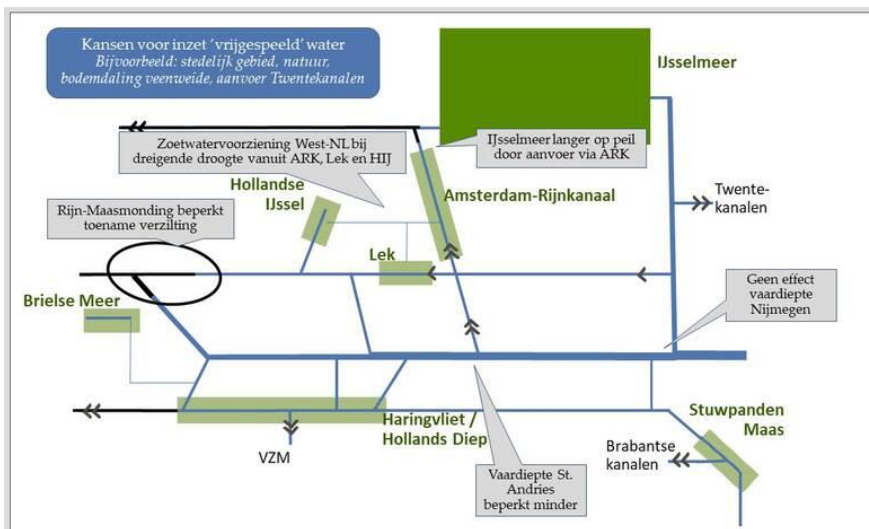 Kansen voor inzet 'vrijgespeeld' water
Bijvoorbeeld: stedelijk gebied, natuur,
bodemdaling veenweide, aanvoer Twentekanalen
IJsselmeer
Zoetwatervoorziening West-NL bij
dreigende droogte vanuit ARK, Lek en HIJ
IJsselmeer langer op peil
door aanvoer via ARK
Hollandse
IJssel
Amsterdam-Rijnkanaal
Twente-
kanalen
Rijn-Maasmonding beperkt
toename verzilting
Lek
Brielse Meer
Geen effect
vaardiepte
Nijmegen
Haringvliet /
Hollands Diep
Stuwpanden
Maas
VZM
Brabantse
kanalen
Vaardiepte St.
Andries
beperkt minder